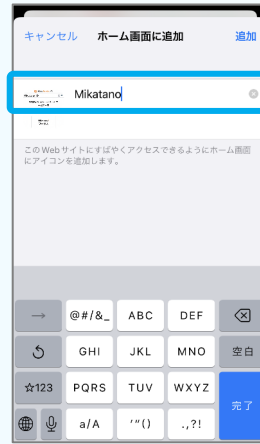 キャンセル ホーム画面に追加 追加
Mikatano
このWebサイトにすばやくアクセスできるようにホーム画面
にアイコンを追加します。
→ @#/&_ ABC DEF
GHI JKL MNO 空白
☆123 PQRS TUV WXYZ
完了
a/A '"() .,?!